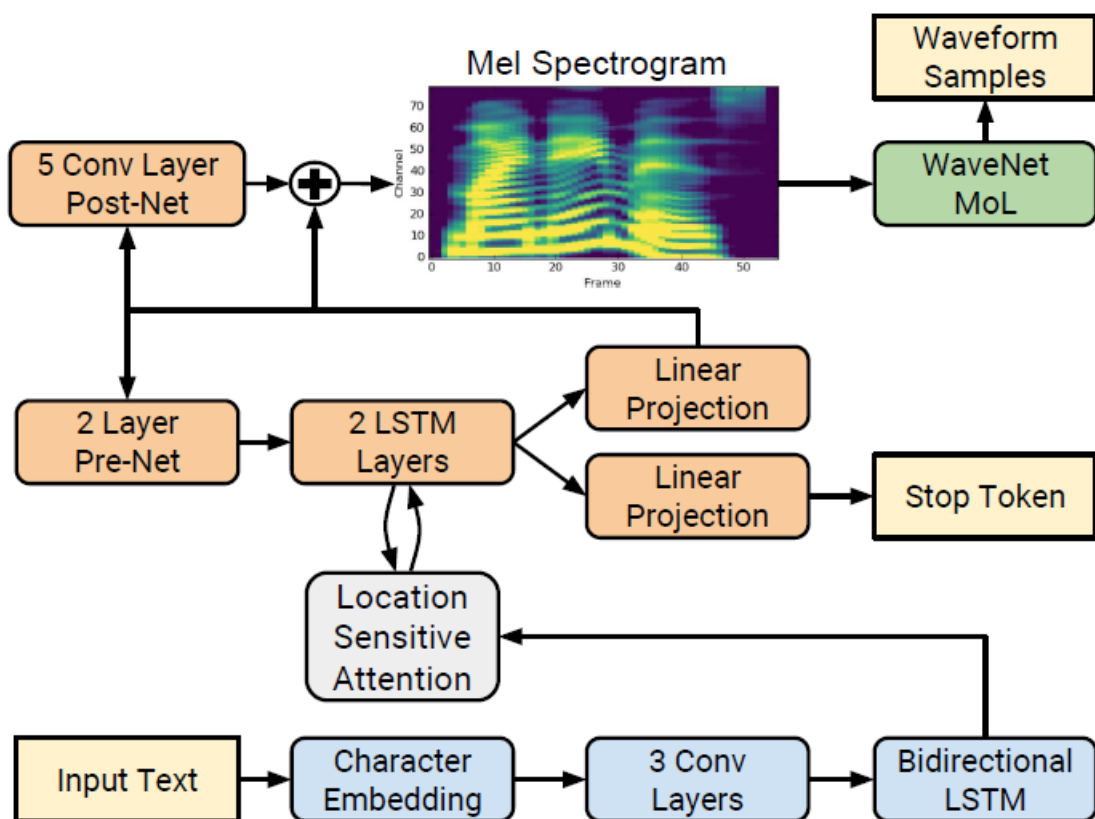 Waveform
Samples
Mel Spectrogram
5 Conv Layer
Post-Net
WaveNet
MoL
Channel
70
60
50
40
30
20
10
0
0 10 20 30 40 50
Frame
Linear
Projection
2 Layer
Pre-Net
2 LSTM
Layers
Linear
Projection
Stop Token
Location
Sensitive
Attention
Input Text
Character
Embedding
3 Conv
Layers
Bidirectional
LSTM